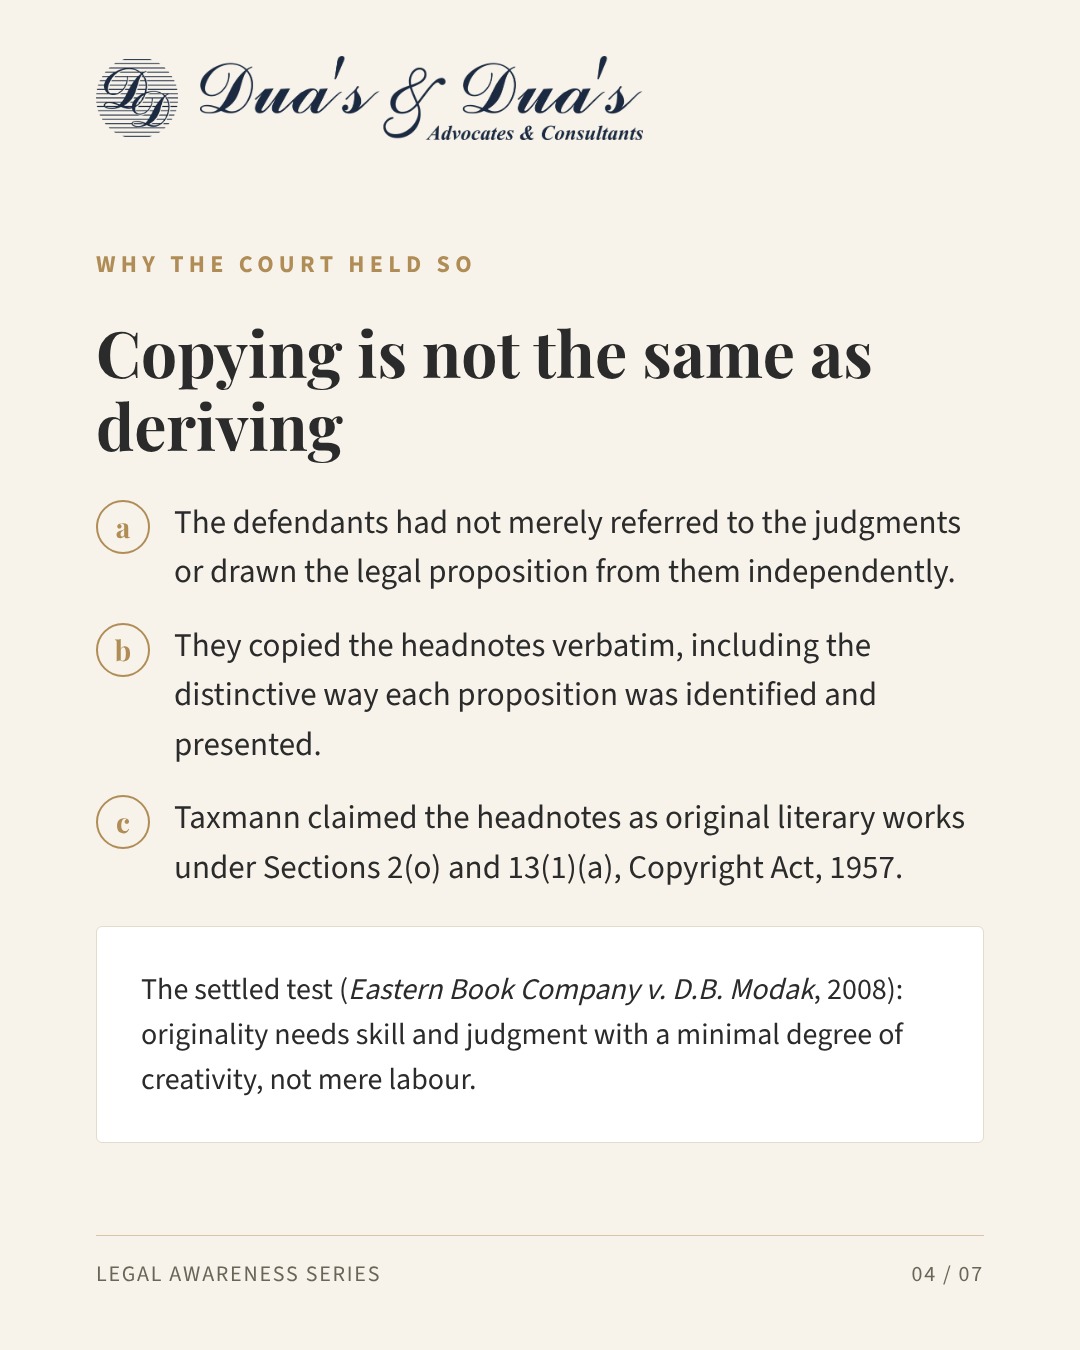 DD Dua's & Dua's
Advocates & Consultants
WHY THE COURT HELD SO
Copying is not the same as
deriving
a The defendants had not merely referred to the judgments
or drawn the legal proposition from them independently.
b They copied the headnotes verbatim, including the
distinctive way each proposition was identified and
presented.
c Taxmann claimed the headnotes as original literary works
under Sections 2(o) and 13(1)(a), Copyright Act, 1957.
The settled test (Eastern Book Company v. D.B. Modak, 2008):
originality needs skill and judgment with a minimal degree of
creativity, not mere labour.
LEGAL AWARENESS SERIES 04 / 07